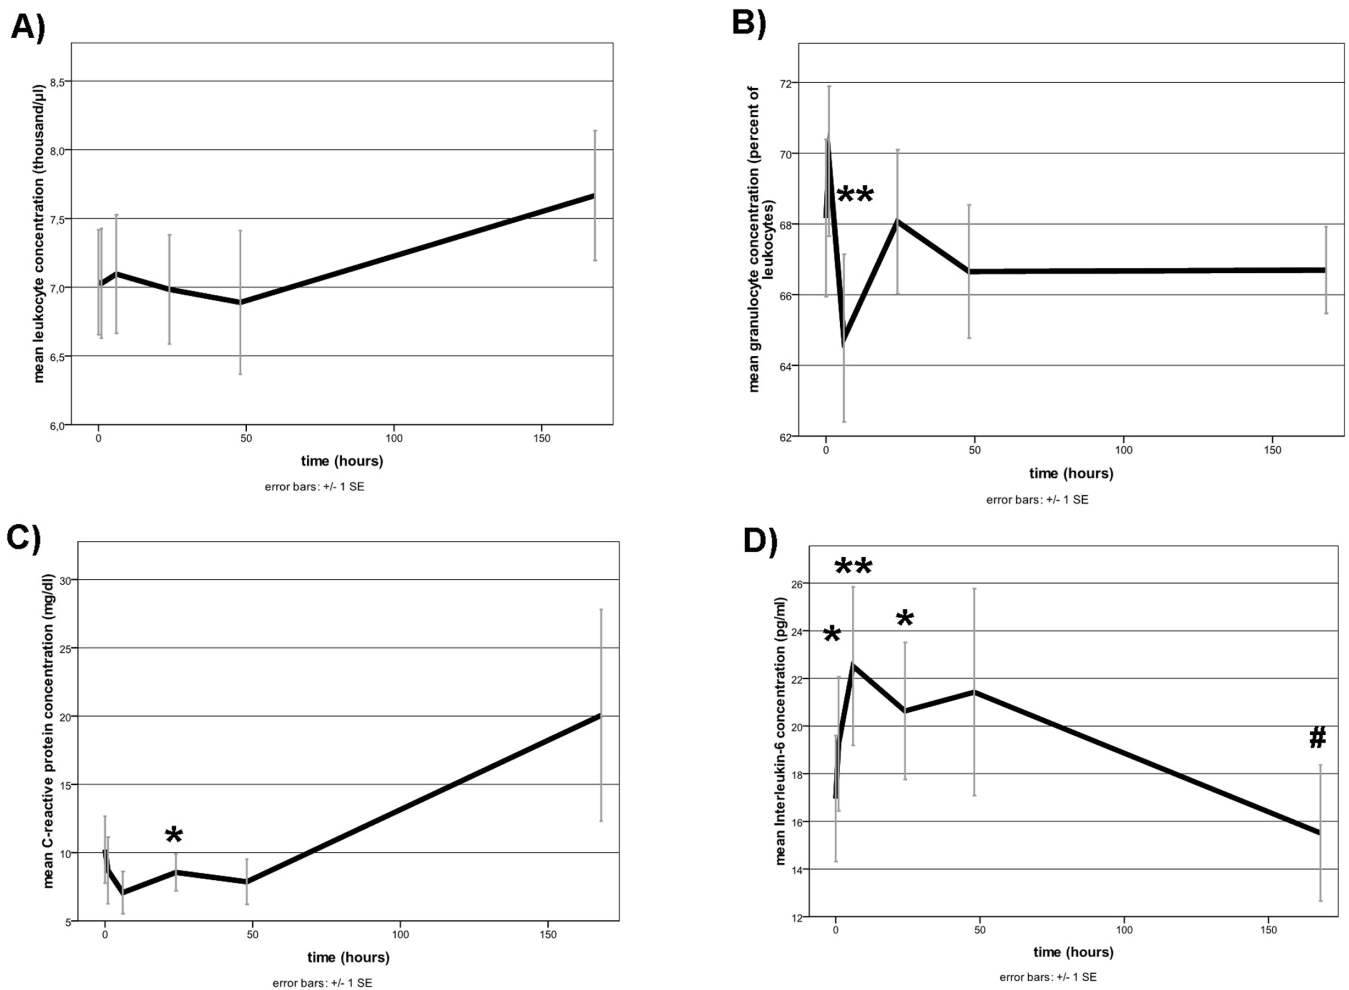 A)
mean leukocyte concentration (thousand/µl)
8,5
8,0
7,5
7,0
6,5
6,0
0 50 100 150
time (hours)
error bars: +/- 1 SE
B)
mean granulocyte concentration (percent of
leukocytes)
72
70
68
66
64
62
**
0 50 100 150
time (hours)
error bars: +/- 1 SE
C)
mean C-reactive protein concentration (mg/dl)
30
25
20
15
10
5
*
0 50 100 150
time (hours)
error bars: +/- 1 SE
D)
mean Interleukin-6 concentration (pg/ml)
26
24
22
20
18
16
14
12
**
*
*
#
0 50 100 150
time (hours)
error bars: +/- 1 SE